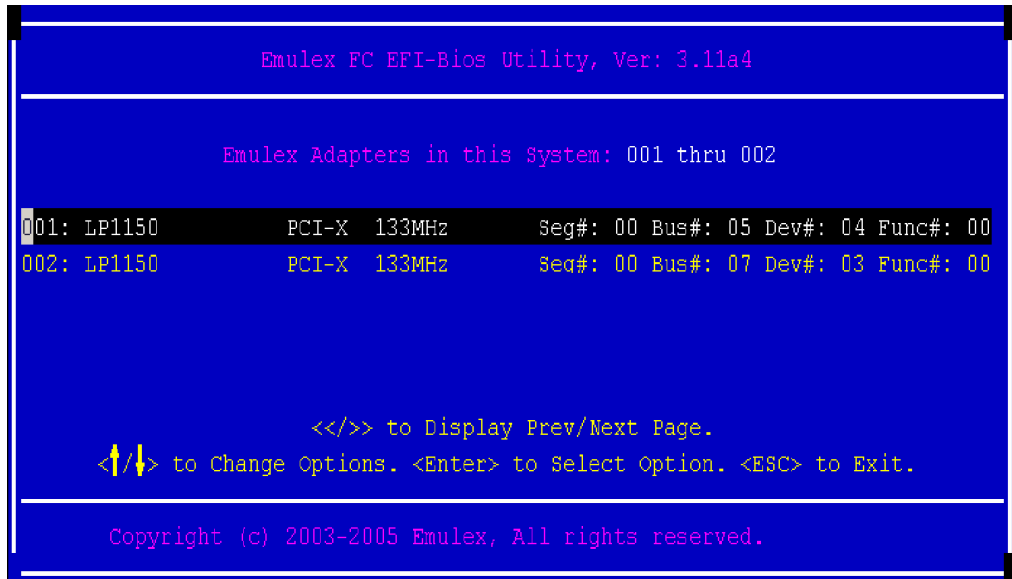 Emulex FC EFI-Bios Utility, Ver: 3.11a4
Emulex Adapters in this System: 001 thru 002
001: LP1150 PCI-X 133MHz Seg#: 00 Bus#: 05 Dev#: 04 Func#: 00
002: LP1150 PCI-X 133MHz Seg#: 00 Bus#: 07 Dev#: 03 Func#: 00
<</>> to Display Prev/Next Page.
<↑/↓> to Change Options. <Enter> to Select Option. <ESC> to Exit.
Copyright (c) 2003-2005 Emulex, All rights reserved.